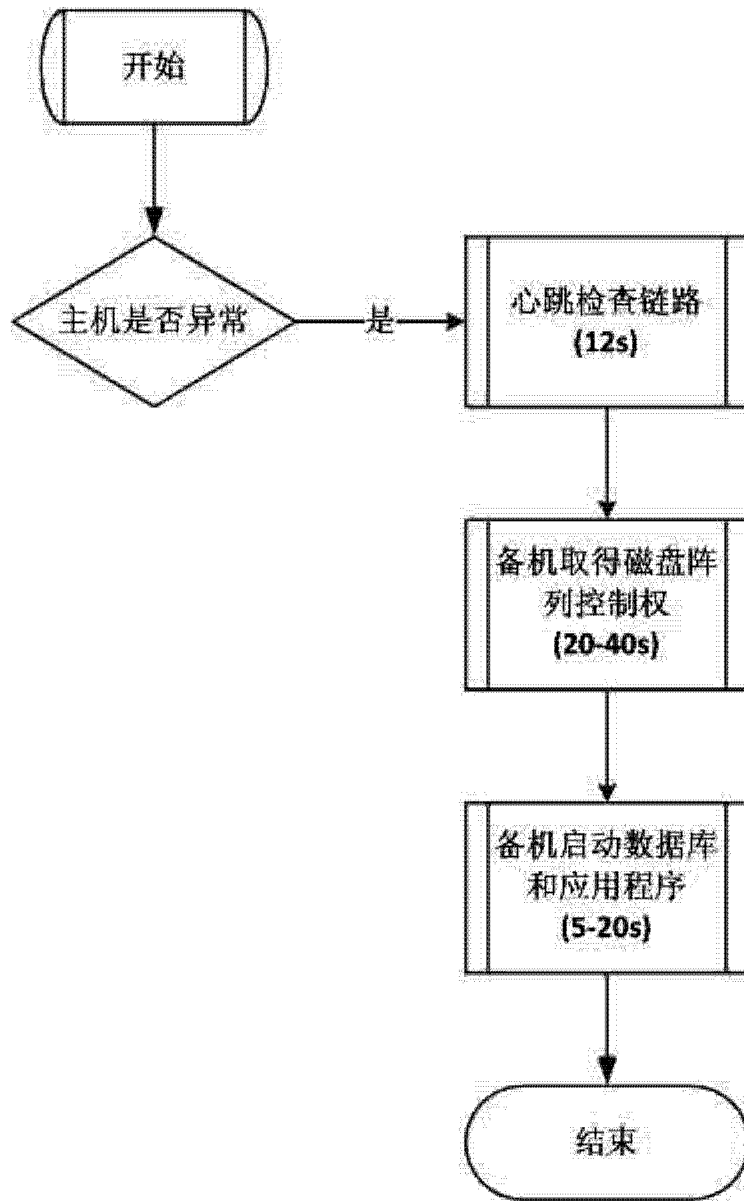 开始
主机是否异常
是
心跳检查链路
(12s)
备机取得磁盘阵
列控制权
(20-40s)
备机启动数据库
和应用程序
(5-20s)
结束